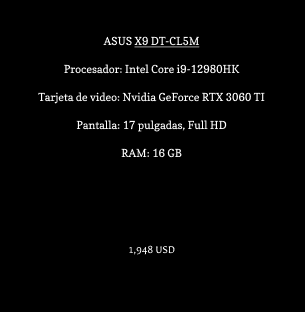 ASUS X9 DT-CL5M
Procesador: Intel Core i9-12980HK
Tarjeta de video: Nvidia GeForce RTX 3060 TI
Pantalla: 17 pulgadas, Full HD
RAM: 16 GB
1,948 USD